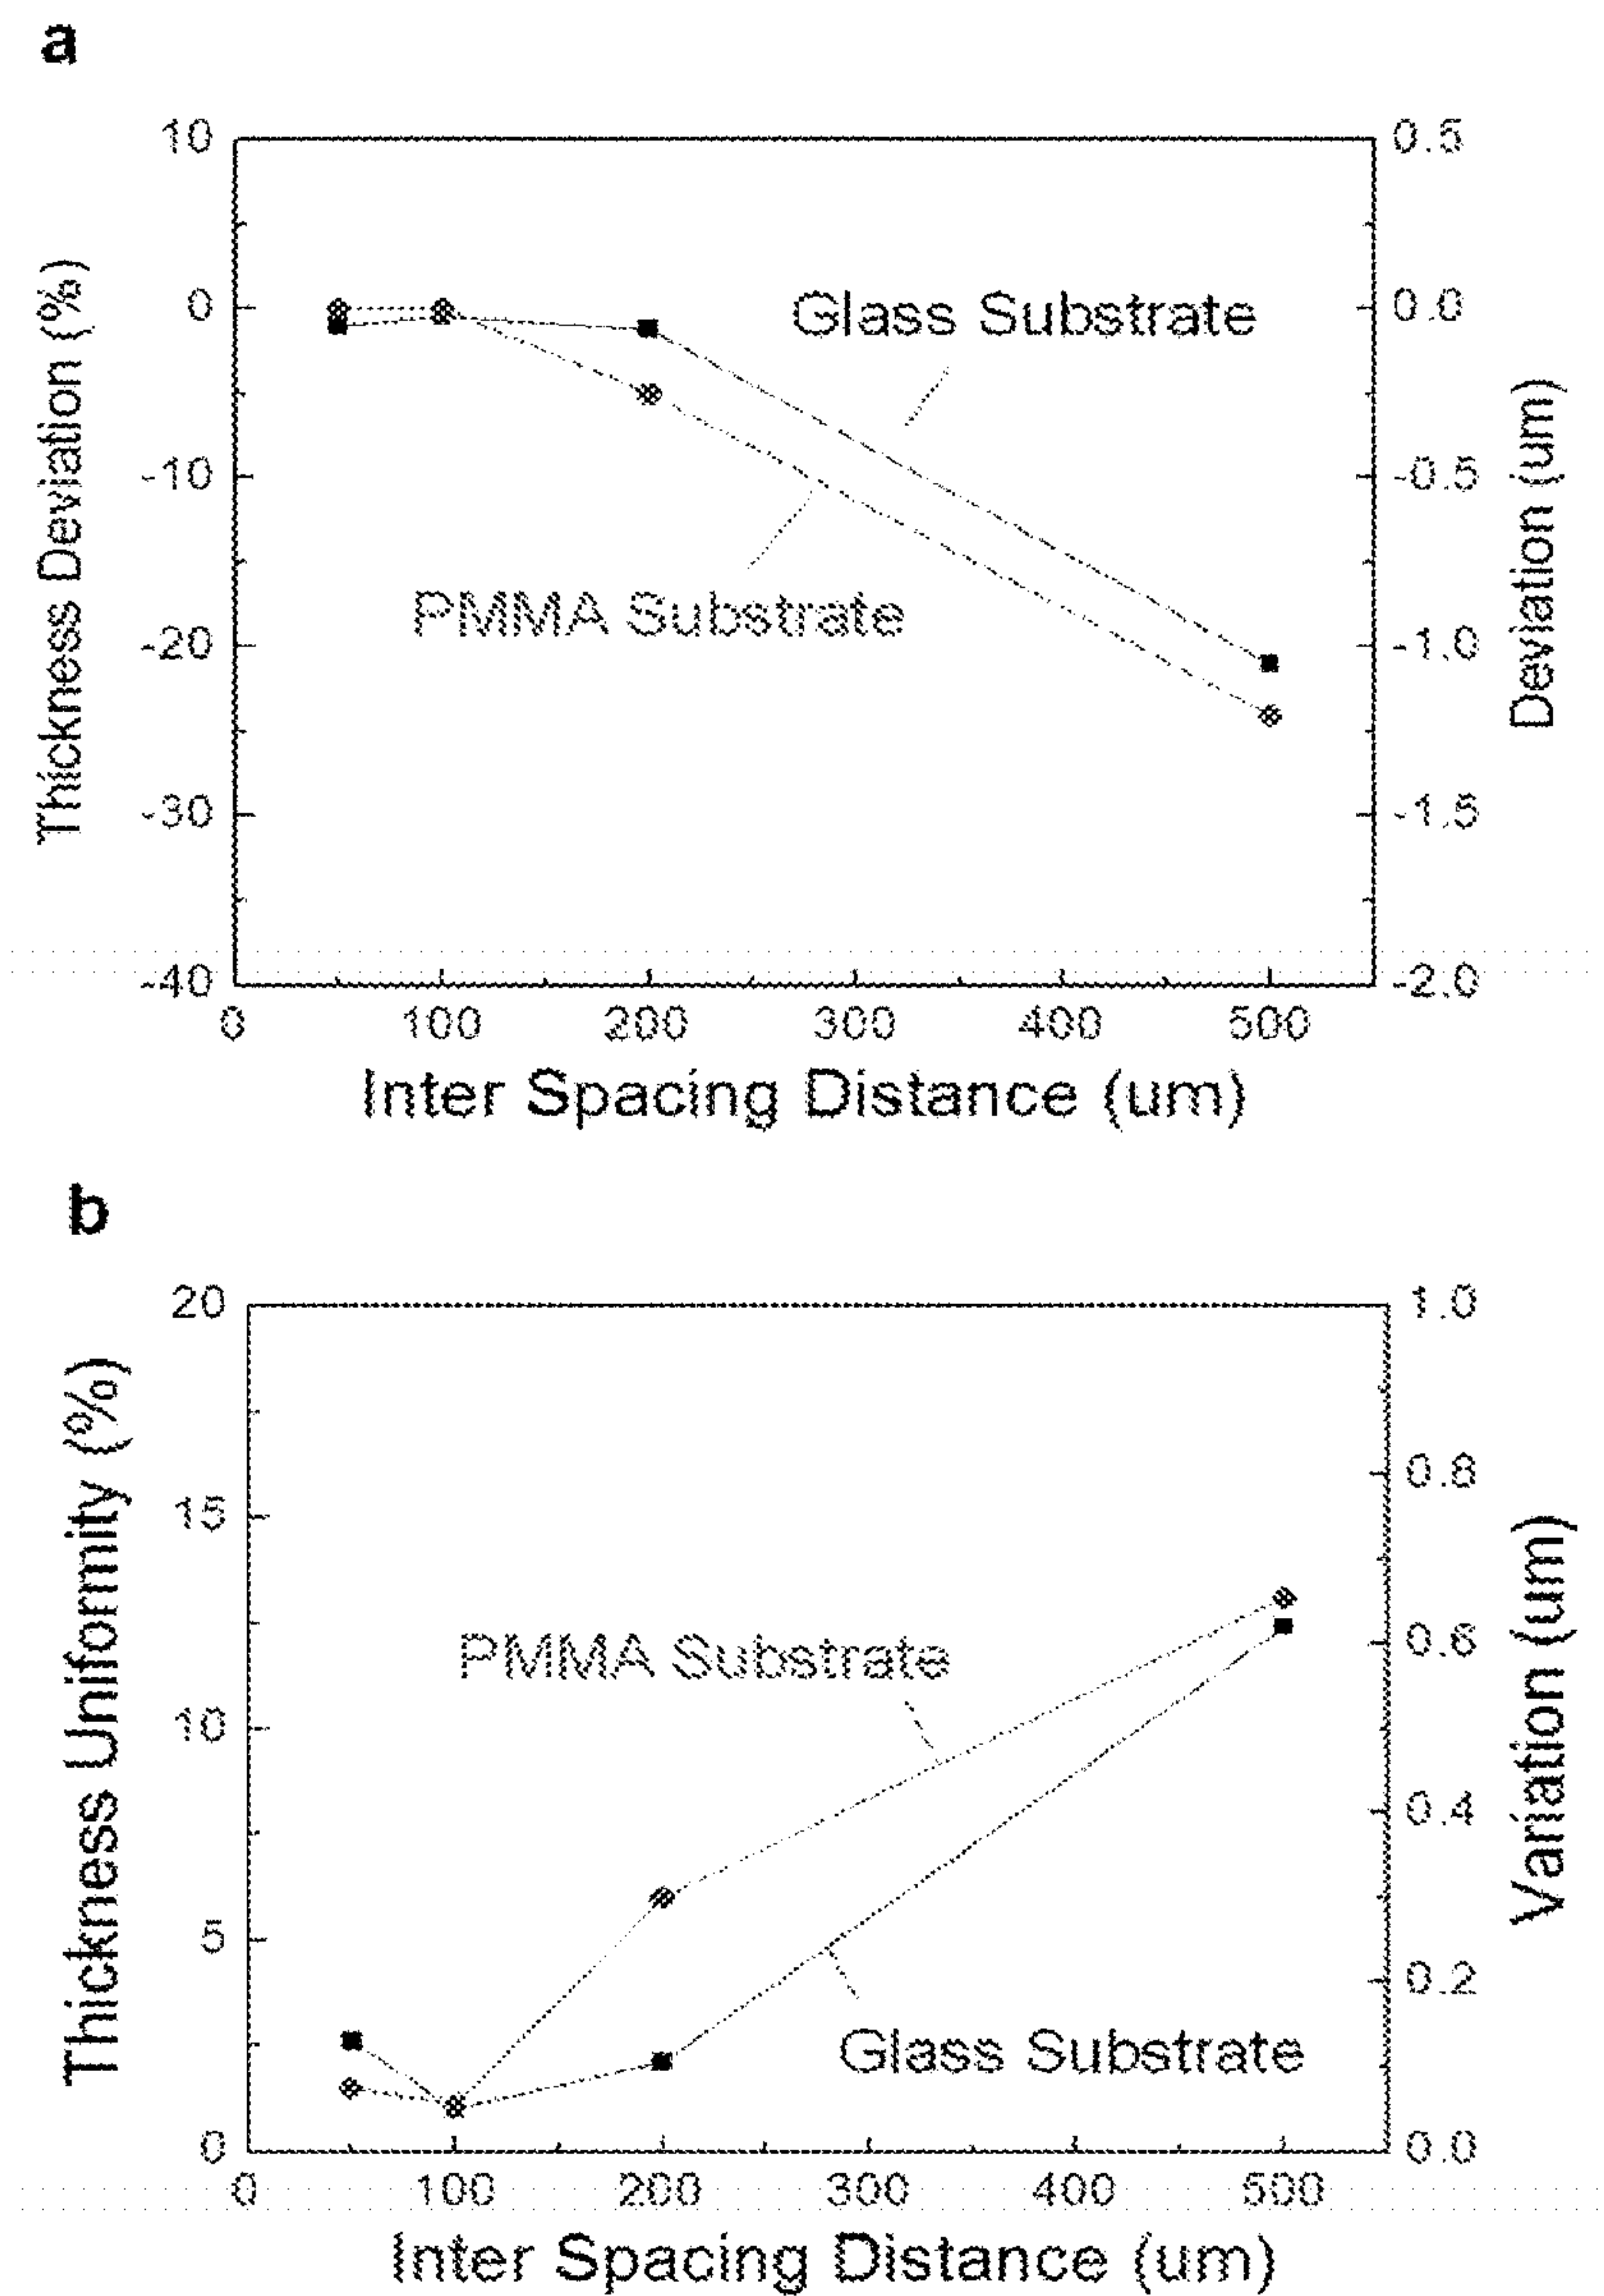 a
10
0
-10
-20
-30
-40
0.5
0.0
-0.5
-1.0
-1.5
-2.0
Thickness Deviation (%)
Deviation (um)
Glass Substrate
PMMA Substrate
0 100 200 300 400 500
Inter Spacing Distance (um)
b
20
15
10
5
0
1.0
0.8
0.6
0.4
0.2
0.0
Thickness Uniformity (%)
Variation (um)
PMMA Substrate
Glass Substrate
0 100 200 300 400 500
Inter Spacing Distance (um)